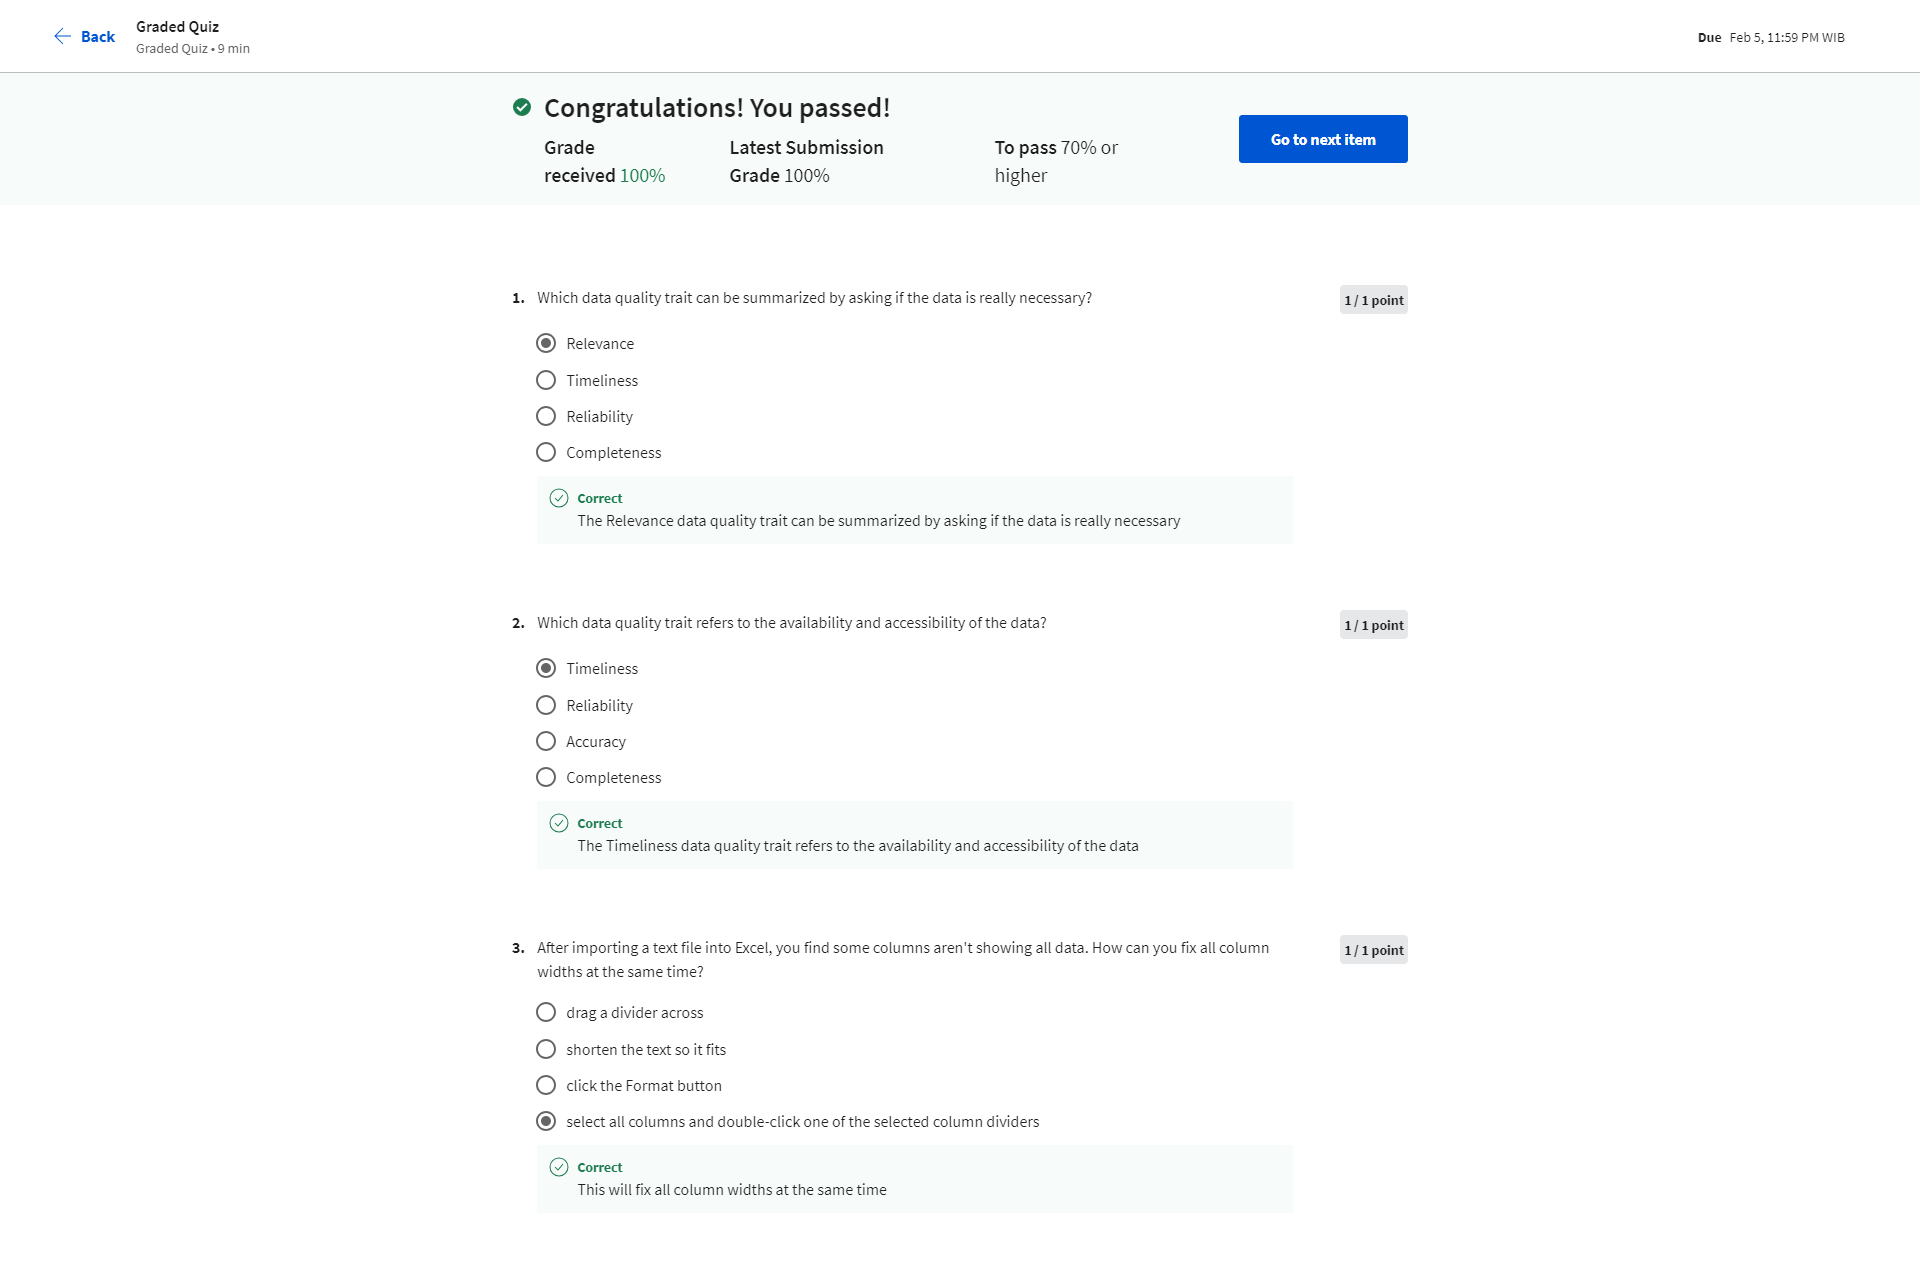 Back
Graded Quiz
Graded Quiz • 9 min
Due Feb 5, 11:59 PM WIB
Congratulations! You passed!
Grade
received 100%
Latest Submission
Grade 100%
To pass 70% or
higher
Go to next item
1. Which data quality trait can be summarized by asking if the data is really necessary?
1 / 1 point
Relevance
Timeliness
Reliability
Completeness
Correct
The Relevance data quality trait can be summarized by asking if the data is really necessary
2. Which data quality trait refers to the availability and accessibility of the data?
1 / 1 point
Timeliness
Reliability
Accuracy
Completeness
Correct
The Timeliness data quality trait refers to the availability and accessibility of the data
3. After importing a text file into Excel, you find some columns aren't showing all data. How can you fix all column
widths at the same time?
1 / 1 point
drag a divider across
shorten the text so it fits
click the Format button
select all columns and double-click one of the selected column dividers
Correct
This will fix all column widths at the same time